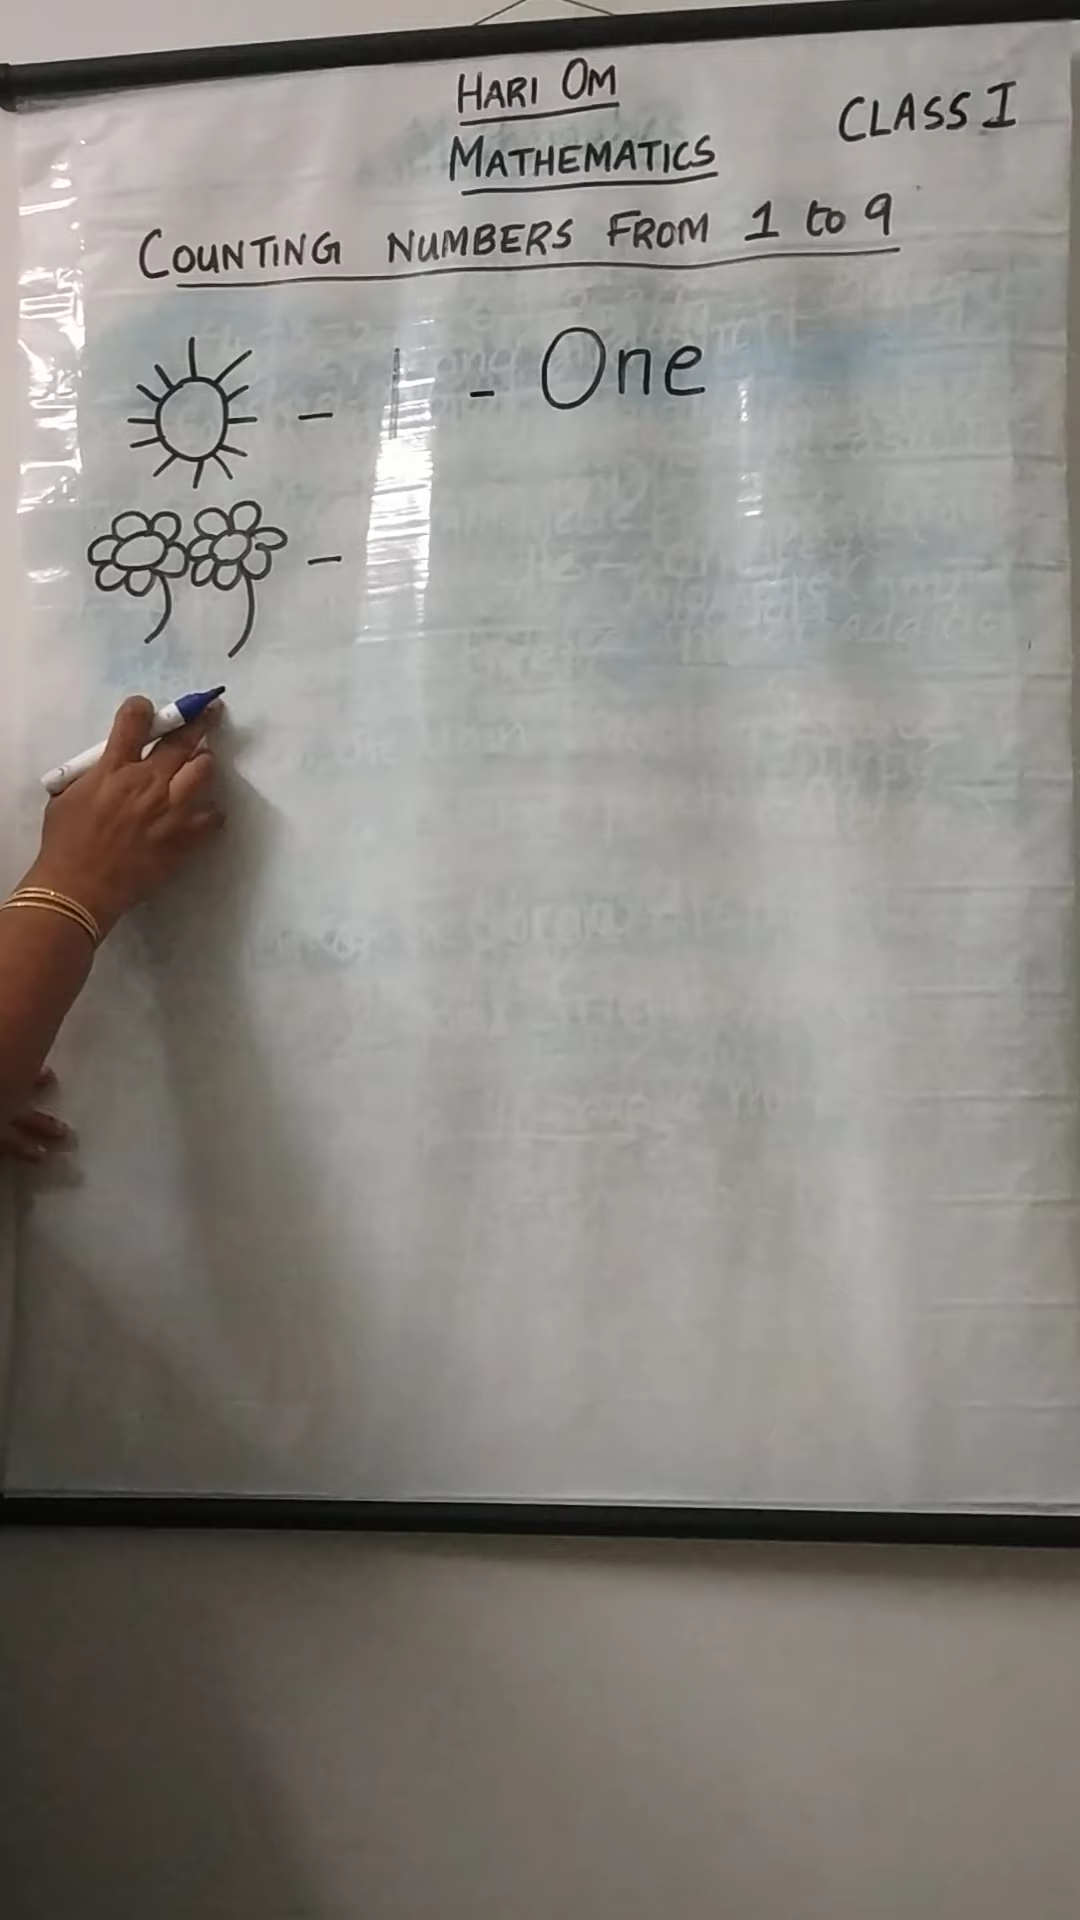 HARI OM
MATHEMATICS
CLASS I
COUNTING NUMBERS FROM 1 to 9
- 1 - One
-